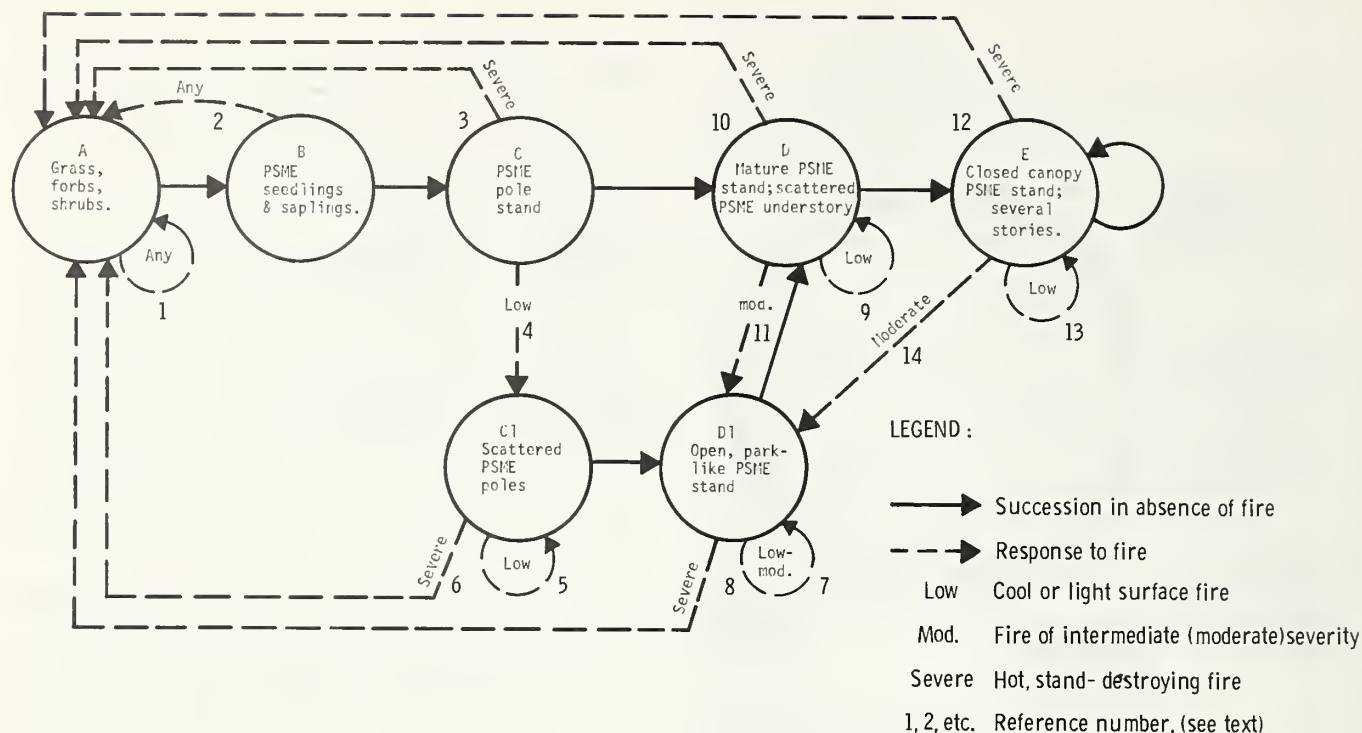 Severe
Severe
Severe
Any
2
3
10
12
A
Grass,
forbs,
shrubs.
B
PSME
seedlings
& saplings.
C
PSME
pole
stand
D
Mature PSME
stand; scattered
PSME understory
E
Closed canopy
PSME stand;
several
stories.
Any
1
Low
4
Low
9
mod.
11
Low
13
Moderate
14
C1
Scattered
PSME
poles
D1
Open, park-
like PSME
stand
Severe
6
Low
5
Severe
8
Low-
mod.
7
LEGEND :
Succession in absence of fire
Response to fire
Low Cool or light surface fire
Mod. Fire of intermediate (moderate) severity
Severe Hot, stand- destroying fire
1, 2, etc. Reference number, (see text)